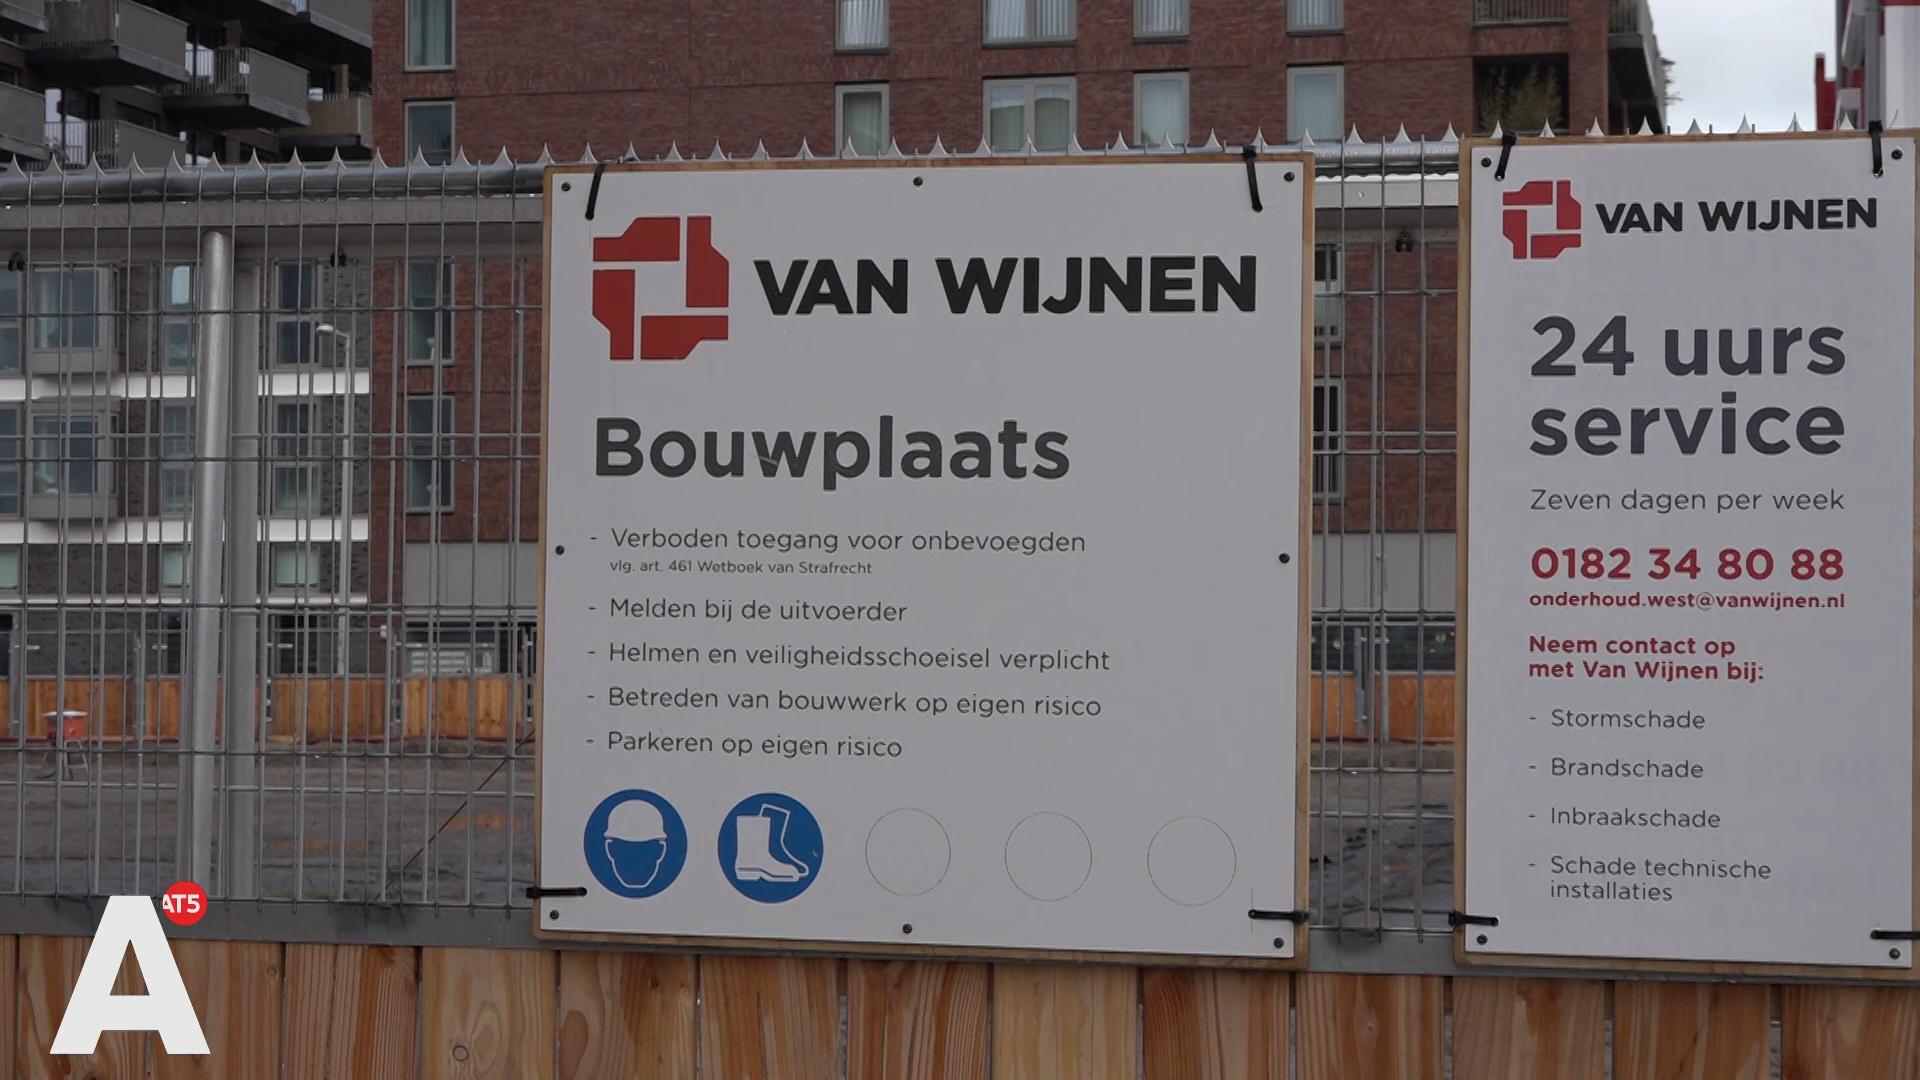 VAN WIJNEN
Bouwplaats
- Verboden toegang voor onbevoegden
vlg. art. 461 Wetboek van Strafrecht
- Melden bij de uitvoerder
- Helmen en veiligheidsschoeisel verplicht
- Betreden van bouwwerk op eigen risico
- Parkeren op eigen risico
VAN WIJNEN
24 uurs
service
Zeven dagen per week
0182 34 80 88
onderhoud.west@vanwijnen.nl
Neem contact op
met Van Wijnen bij:
- Stormschade
- Brandschade
- Inbraakschade
- Schade technische
installaties
A
AT5